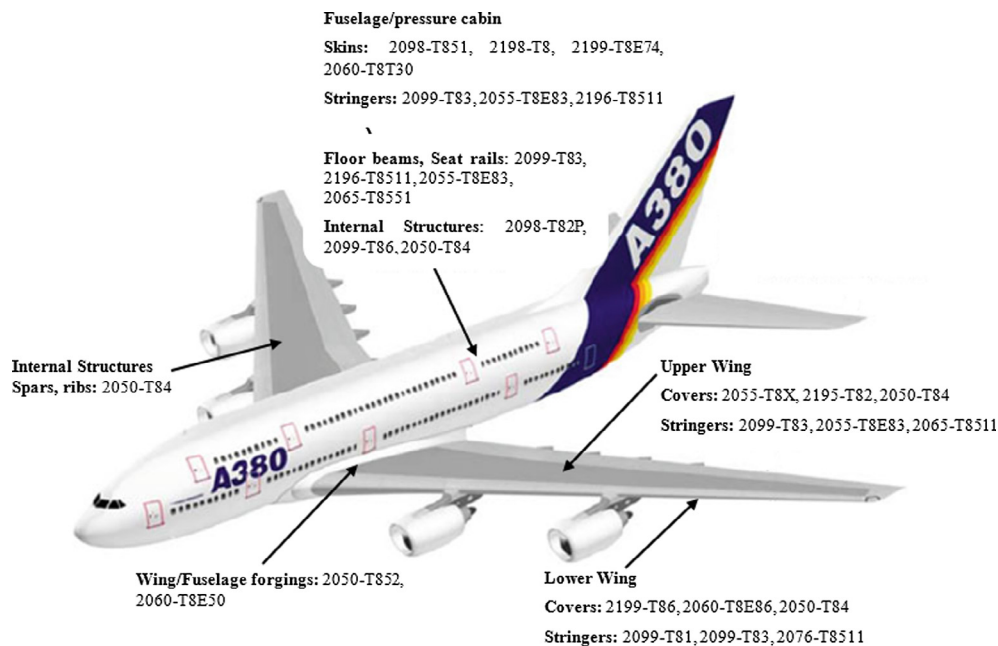 Fuselage/pressure cabin
Skins: 2098-T851, 2198-T8, 2199-T8E74,
2060-T8T30
Stringers: 2099-T83,2055-T8E83,2196-T8511
Floor beams, Seat rails: 2099-T83,
2196-T8511,2055-T8E83,
2065-T8551
Internal Structures: 2098-T82P,
2099-T86,2050-T84
A380
Internal Structures
Spars, ribs: 2050-T84
Upper Wing
Covers: 2055-T8X, 2195-T82, 2050-T84
Stringers: 2099-T83,2055-T8E83,2065-T8511
A380
Wing/Fuselage forgings: 2050-T852,
2060-T8E50
Lower Wing
Covers: 2199-T86,2060-T8E86,2050-T84
Stringers: 2099-T81,2099-T83,2076-T8511